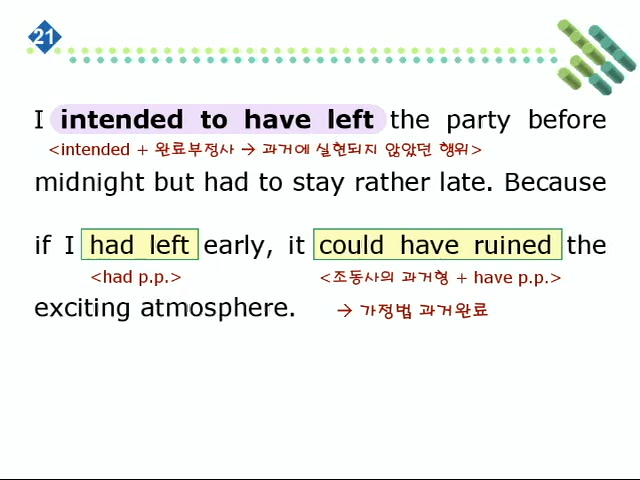 21
I intended to have left the party before
<intended + 완료부정사 → 과거에 실현되지 않았던 행위>
midnight but had to stay rather late. Because
if I had left early, it could have ruined the
<had p.p.> <조동사의 과거형 + have p.p.>
exciting atmosphere. → 가정법 과거완료